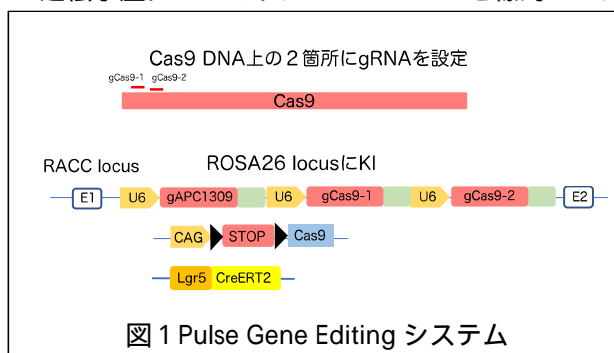 Cas9 DNA上の2箇所にgRNAを設定
gCas9-1 gCas9-2
Cas9
RACC locus ROSA26 locusにKI
E1 U6 gAPC1309 U6 gCas9-1 U6 gCas9-2 E2
CAG STOP Cas9
Lgr5 CreERT2
図1 Pulse Gene Editing システム